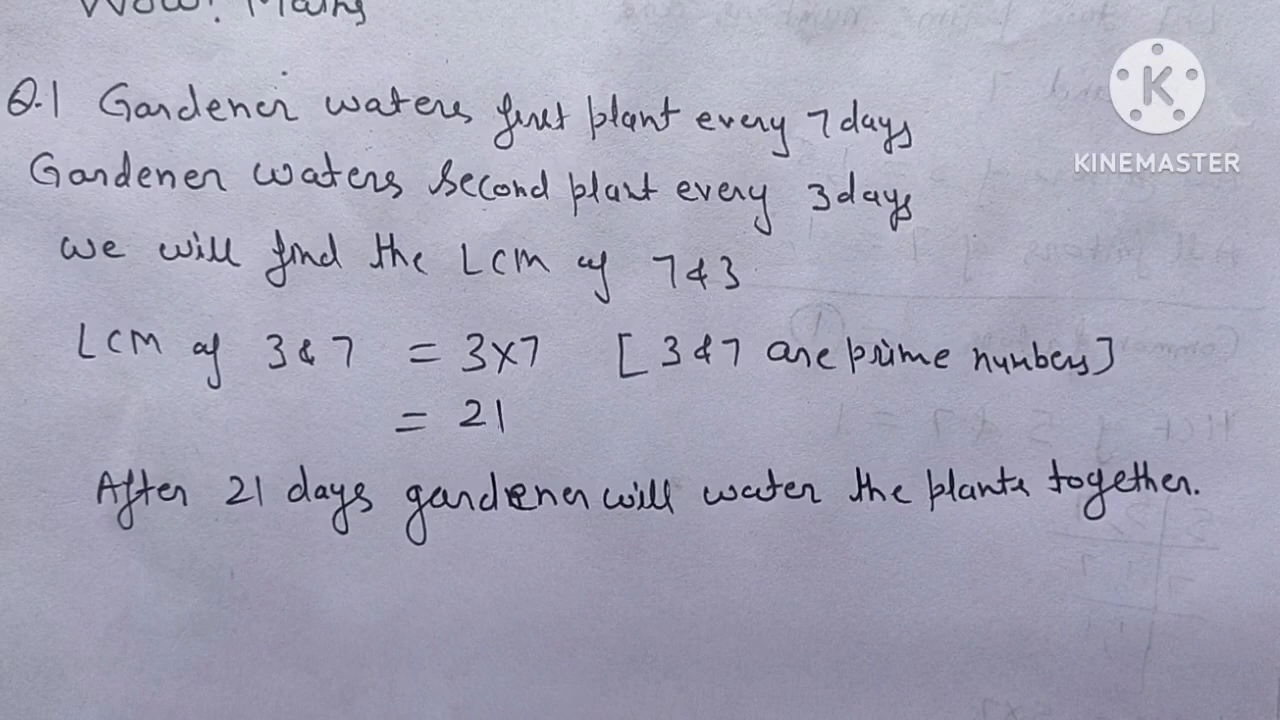 Wow! Maths
Q.1 Gardener waters first plant every 7 days
Gardener waters second plant every 3 days
we will find the LCM of 7 & 3
LCM of 3 & 7 = 3×7 [ 3 & 7 are prime numbers]
= 21
After 21 days gardener will water the plants together.
K
KINEMASTER